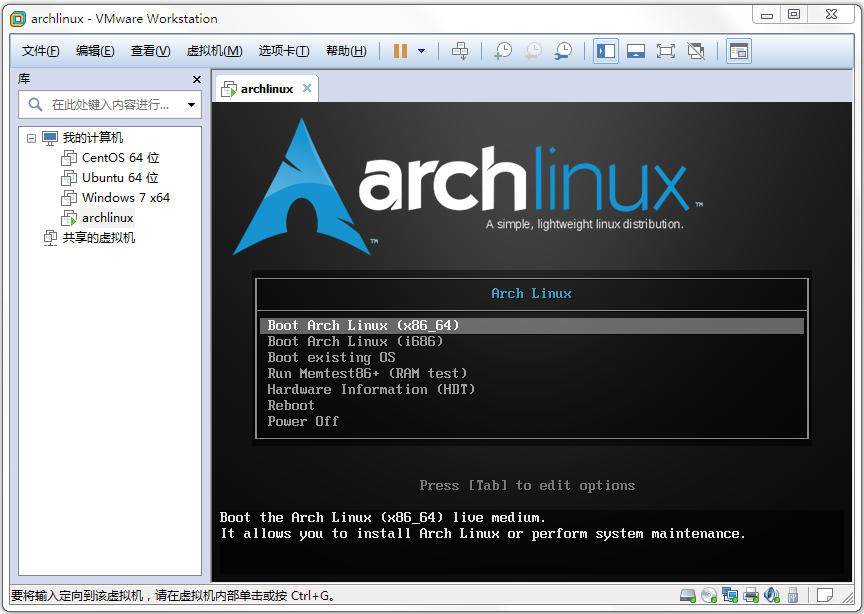 archlinux - VMware Workstation
文件(F) 编辑(E) 查看(V) 虚拟机(M) 选项卡(T) 帮助(H)
库
archlinux
在此处键入内容进行...
我的计算机
CentOS 64 位
Ubuntu 64 位
Windows 7 x64
archlinux
共享的虚拟机
archlinux™
A simple, lightweight linux distribution.
™
Arch Linux
Boot Arch Linux (x86_64)
Boot Arch Linux (i686)
Boot existing OS
Run Memtest86+ (RAM test)
Hardware Information (HDT)
Reboot
Power Off
Press [Tab] to edit options
Boot the Arch Linux (x86_64) live medium.
It allows you to install Arch Linux or perform system maintenance.
要将输入定向到该虚拟机，请在虚拟机内部单击或按 Ctrl+G。